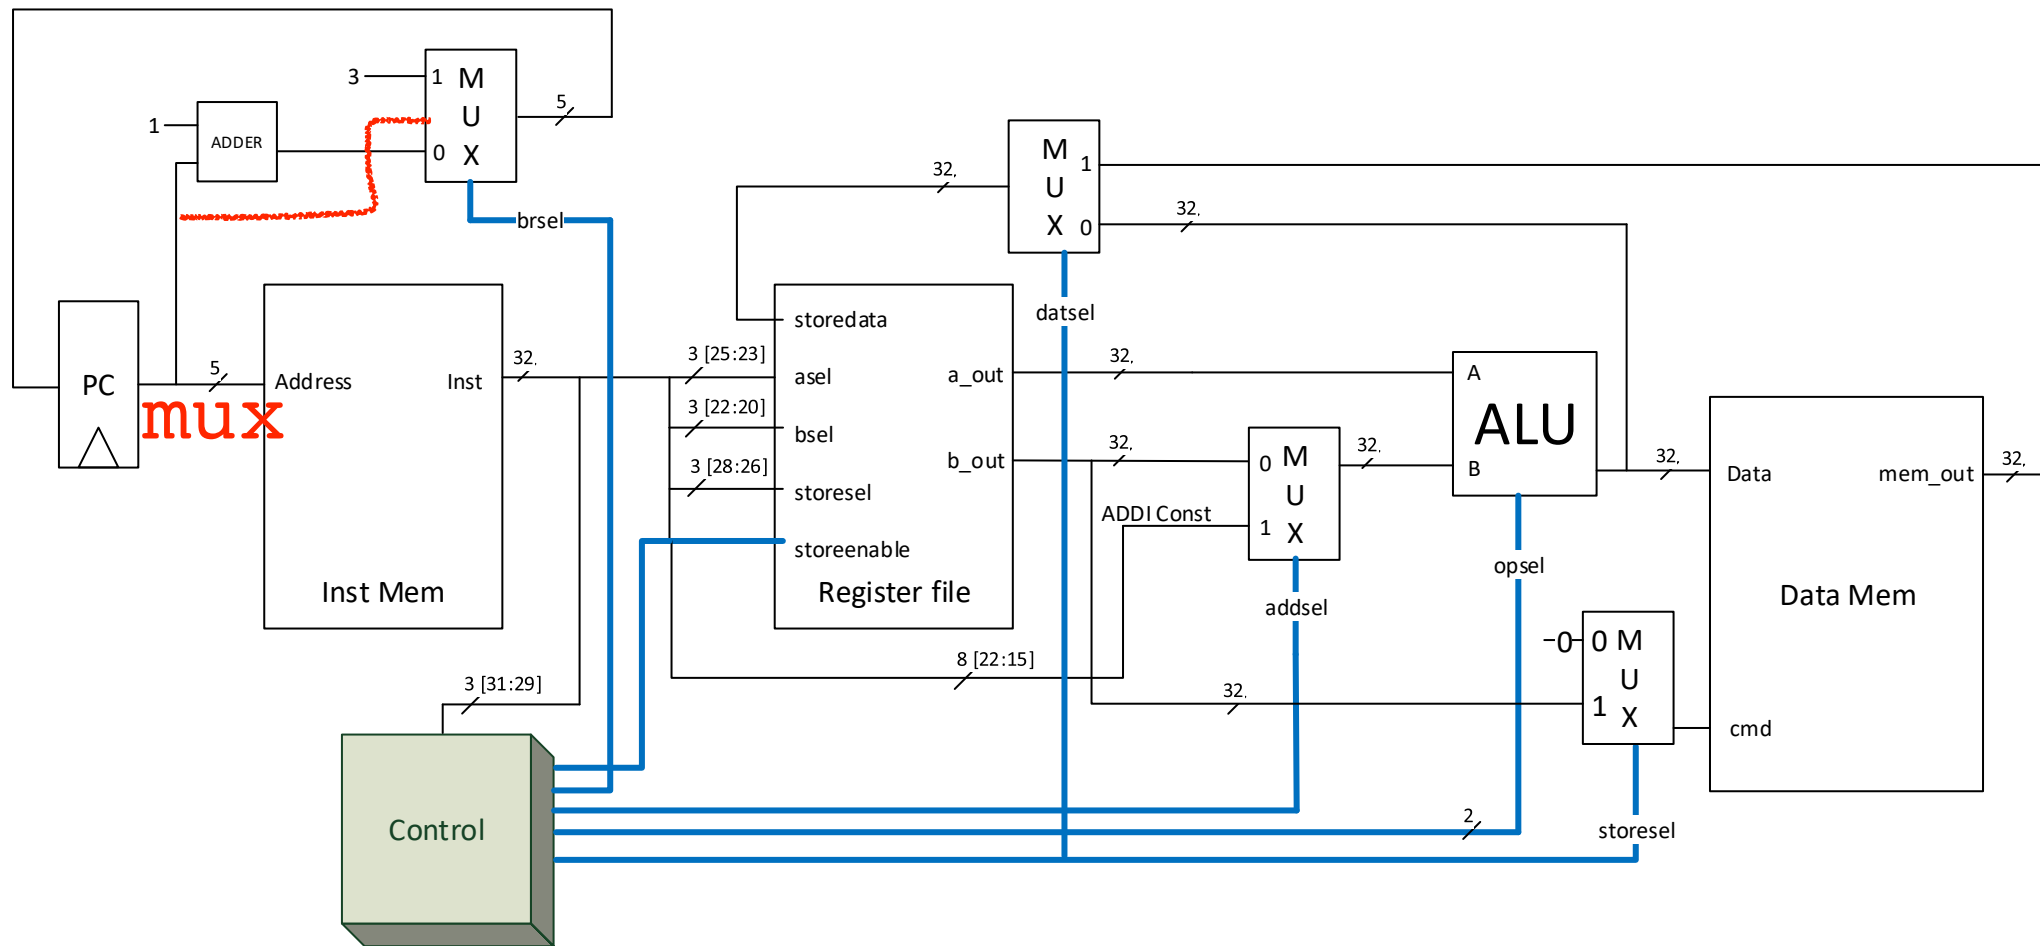 3
1
M
U
X
0
5
1
ADDER
brsel
PC
5
Address
Inst
mux
Inst Mem
32,
3 [31:29]
Control
3 [25:23]
3 [22:20]
3 [28:26]
storedata
asel
bsel
storesel
storeenable
a_out
b_out
Register file
32,
M
U
X
1
0
32,
datsel
32,
32,
ADDI Const
8 [22:15]
0
1
M
U
X
32,
addsel
A
B
ALU
opsel
2
32,
32,
0
0
1
M
U
X
storesel
Data
mem_out
cmd
Data Mem
32,